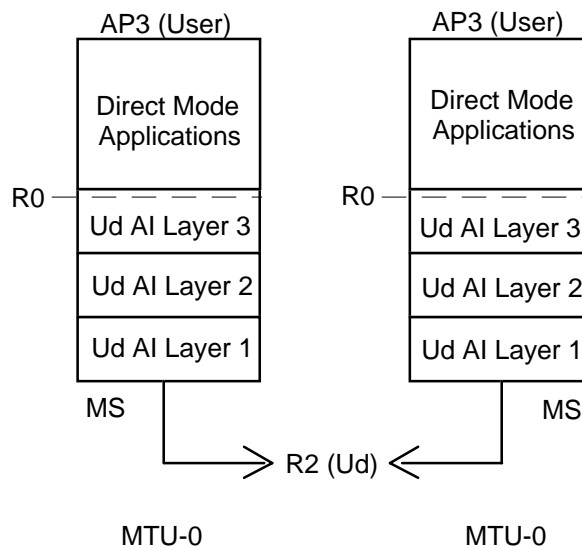 AP3 (User)
AP3 (User)
Direct Mode
Applications
Direct Mode
Applications
R0
R0
Ud AI Layer 3
Ud AI Layer 3
Ud AI Layer 2
Ud AI Layer 2
Ud AI Layer 1
Ud AI Layer 1
MS
MS
R2 (Ud)
MTU-0
MTU-0